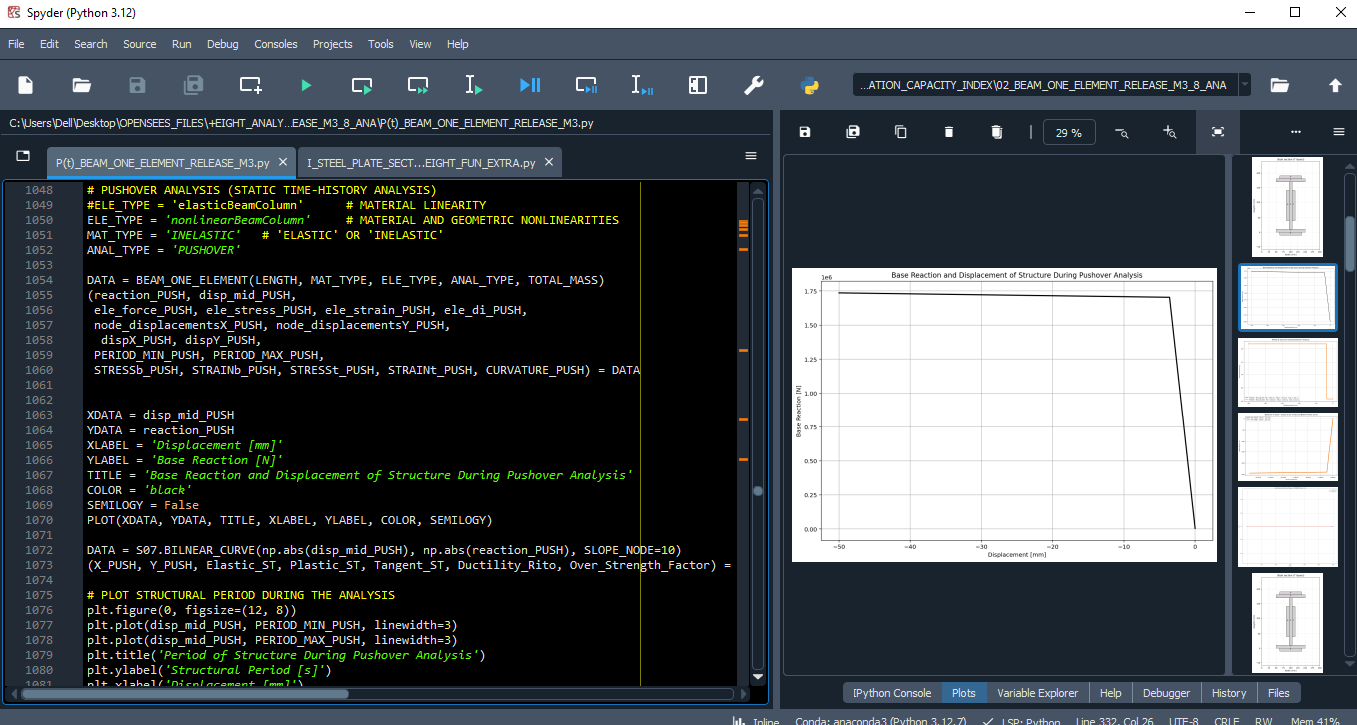 Spyder (Python 3.12)
File Edit Search Source Run Debug Consoles Projects Tools View Help
...ATION_CAPACITY_INDEX\02_BEAM_ONE_ELEMENT_RELEASE_M3_8_ANA
C:\Users\Dell\Desktop\OPENSEES_FILES\+EIGHT_ANALY...EASE_M3_8_ANA\P(t)_BEAM_ONE_ELEMENT_RELEASE_M3.py
P(t)_BEAM_ONE_ELEMENT_RELEASE_M3.py
I_STEEL_PLATE_SECT...EIGHT_FUN_EXTRA.py
1048 # PUSHOVER ANALYSIS (STATIC TIME-HISTORY ANALYSIS)
1049 #ELE_TYPE = 'elasticBeamColumn' # MATERIAL LINEARITY
1050 ELE_TYPE = 'nonlinearBeamColumn' # MATERIAL AND GEOMETRIC NONLINEARITIES
1051 MAT_TYPE = 'INELASTIC' # 'ELASTIC' OR 'INELASTIC'
1052 ANAL_TYPE = 'PUSHOVER'
1053
1054 DATA = BEAM_ONE_ELEMENT(LENGTH, MAT_TYPE, ELE_TYPE, ANAL_TYPE, TOTAL_MASS)
1055 (reaction_PUSH, disp_mid_PUSH,
1056 ele_force_PUSH, ele_stress_PUSH, ele_strain_PUSH, ele_di_PUSH,
1057 node_displacementsX_PUSH, node_displacementsY_PUSH,
1058 dispX_PUSH, dispY_PUSH,
1059 PERIOD_MIN_PUSH, PERIOD_MAX_PUSH,
1060 STRESSb_PUSH, STRAINb_PUSH, STRESSt_PUSH, STRAINt_PUSH, CURVATURE_PUSH) = DATA
1061
1062
1063 XDATA = disp_mid_PUSH
1064 YDATA = reaction_PUSH
1065 XLABEL = 'Displacement [mm]'
1066 YLABEL = 'Base Reaction [N]'
1067 TITLE = 'Base Reaction and Displacement of Structure During Pushover Analysis'
1068 COLOR = 'black'
1069 SEMILOGY = False
1070 PLOT(XDATA, YDATA, TITLE, XLABEL, YLABEL, COLOR, SEMILOGY)
1071
1072 DATA = S07.BILNEAR_CURVE(np.abs(disp_mid_PUSH), np.abs(reaction_PUSH), SLOPE_NODE=10)
1073 (X_PUSH, Y_PUSH, Elastic_ST, Plastic_ST, Tangent_ST, Ductility_Rito, Over_Strength_Factor) =
1074
1075 # PLOT STRUCTURAL PERIOD DURING THE ANALYSIS
1076 plt.figure(0, figsize=(12, 8))
1077 plt.plot(disp_mid_PUSH, PERIOD_MIN_PUSH, linewidth=3)
1078 plt.plot(disp_mid_PUSH, PERIOD_MAX_PUSH, linewidth=3)
1079 plt.title('Period of Structure During Pushover Analysis')
1080 plt.ylabel('Structural Period [s]')
1081 plt.xlabel('Displacement [mm]')
29 %
1e6
Base Reaction and Displacement of Structure During Pushover Analysis
1.75
1.50
1.25
1.00
0.75
0.50
0.25
0.00
Base Reaction [N]
−50 −40 −30 −20 −10 0
Displacement [mm]
IPython Console Plots Variable Explorer Help Debugger History Files
Inline Conda: anaconda3 (Python 3.12.7) LSP: Python Line 332, Col 26 UTF-8 CRLF RW Mem 41%